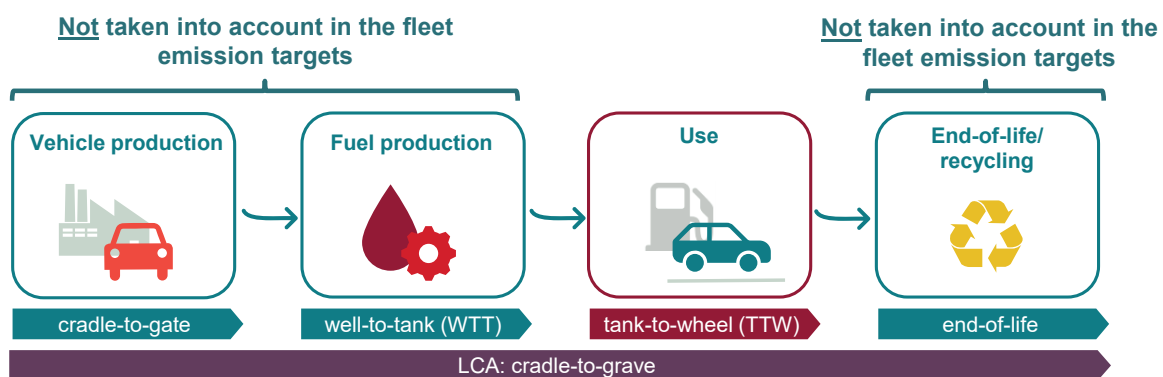 Not taken into account in the fleet
emission targets
Not taken into account in the
fleet emission targets
Vehicle production
Fuel production
Use
End-of-life/
recycling
cradle-to-gate
well-to-tank (WTT)
tank-to-wheel (TTW)
end-of-life
LCA: cradle-to-grave